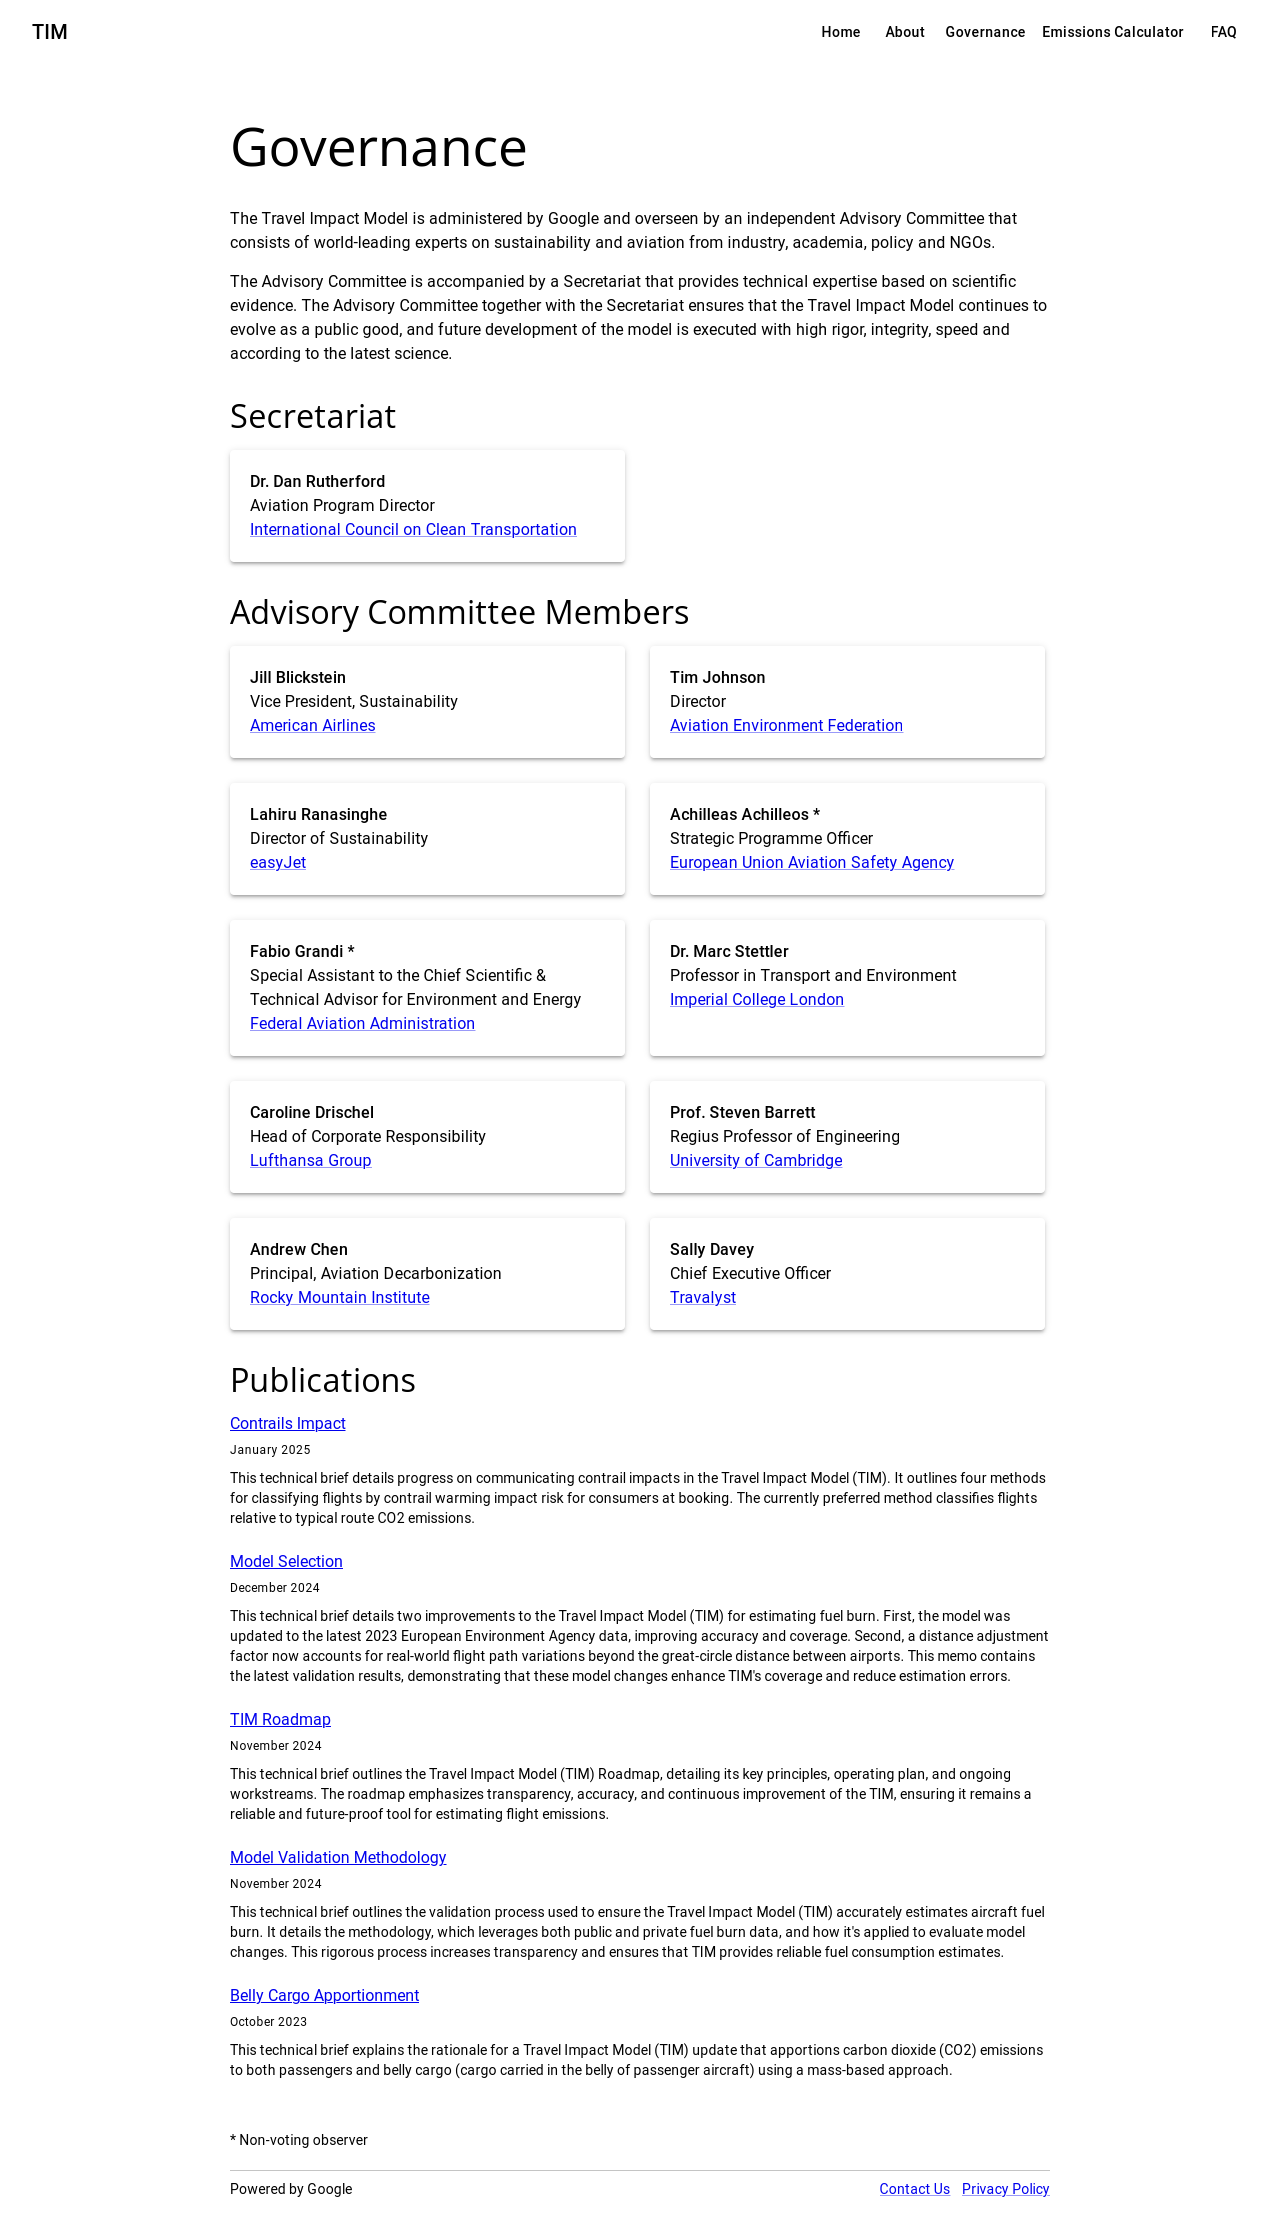 TIM
Home About Governance Emissions Calculator FAQ
Governance
The Travel Impact Model is administered by Google and overseen by an independent Advisory Committee that
consists of world-leading experts on sustainability and aviation from industry, academia, policy and NGOs.
The Advisory Committee is accompanied by a Secretariat that provides technical expertise based on scientific
evidence. The Advisory Committee together with the Secretariat ensures that the Travel Impact Model continues to
evolve as a public good, and future development of the model is executed with high rigor, integrity, speed and
according to the latest science.
Secretariat
Dr. Dan Rutherford
Aviation Program Director
International Council on Clean Transportation
Advisory Committee Members
Jill Blickstein
Vice President, Sustainability
American Airlines
Tim Johnson
Director
Aviation Environment Federation
Lahiru Ranasinghe
Director of Sustainability
easyJet
Achilleas Achilleos *
Strategic Programme Officer
European Union Aviation Safety Agency
Fabio Grandi *
Special Assistant to the Chief Scientific &
Technical Advisor for Environment and Energy
Federal Aviation Administration
Dr. Marc Stettler
Professor in Transport and Environment
Imperial College London
Caroline Drischel
Head of Corporate Responsibility
Lufthansa Group
Prof. Steven Barrett
Regius Professor of Engineering
University of Cambridge
Andrew Chen
Principal, Aviation Decarbonization
Rocky Mountain Institute
Sally Davey
Chief Executive Officer
Travalyst
Publications
Contrails Impact
January 2025
This technical brief details progress on communicating contrail impacts in the Travel Impact Model (TIM). It outlines four methods
for classifying flights by contrail warming impact risk for consumers at booking. The currently preferred method classifies flights
relative to typical route CO2 emissions.
Model Selection
December 2024
This technical brief details two improvements to the Travel Impact Model (TIM) for estimating fuel burn. First, the model was
updated to the latest 2023 European Environment Agency data, improving accuracy and coverage. Second, a distance adjustment
factor now accounts for real-world flight path variations beyond the great-circle distance between airports. This memo contains
the latest validation results, demonstrating that these model changes enhance TIM's coverage and reduce estimation errors.
TIM Roadmap
November 2024
This technical brief outlines the Travel Impact Model (TIM) Roadmap, detailing its key principles, operating plan, and ongoing
workstreams. The roadmap emphasizes transparency, accuracy, and continuous improvement of the TIM, ensuring it remains a
reliable and future-proof tool for estimating flight emissions.
Model Validation Methodology
November 2024
This technical brief outlines the validation process used to ensure the Travel Impact Model (TIM) accurately estimates aircraft fuel
burn. It details the methodology, which leverages both public and private fuel burn data, and how it's applied to evaluate model
changes. This rigorous process increases transparency and ensures that TIM provides reliable fuel consumption estimates.
Belly Cargo Apportionment
October 2023
This technical brief explains the rationale for a Travel Impact Model (TIM) update that apportions carbon dioxide (CO2) emissions
to both passengers and belly cargo (cargo carried in the belly of passenger aircraft) using a mass-based approach.
* Non-voting observer
Powered by Google
Contact Us Privacy Policy